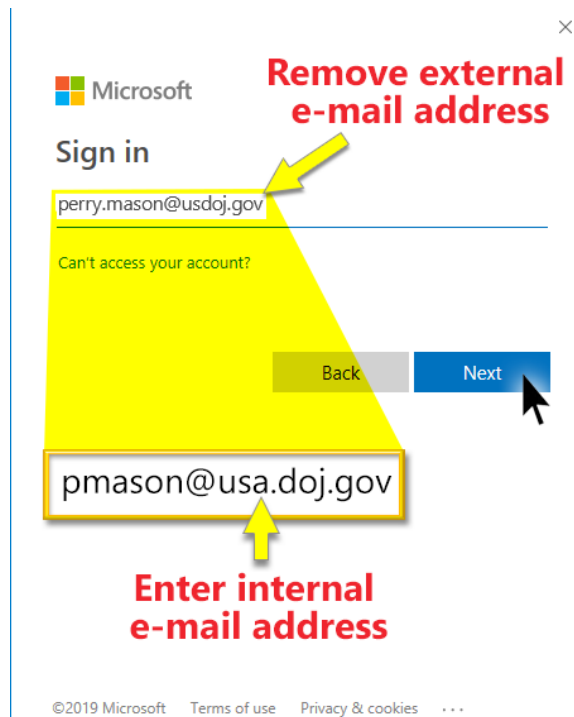 Remove external
e-mail address
Microsoft
Sign in
perry.mason@usdoj.gov
Can't access your account?
Back
Next
pmason@usa.doj.gov
Enter internal
e-mail address
©2019 Microsoft Terms of use Privacy & cookies ...